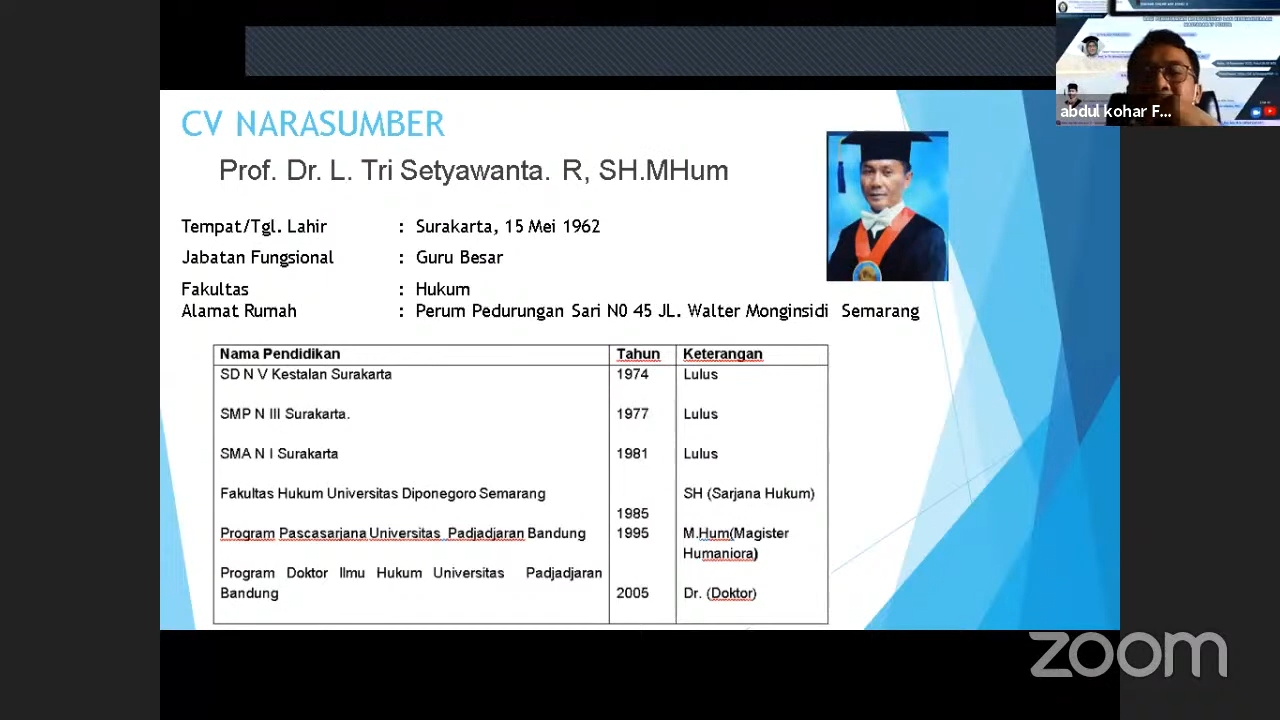 CV NARASUMBER
Prof. Dr. L. Tri Setyawanta. R, SH.MHum
Tempat/Tgl. Lahir : Surakarta, 15 Mei 1962
Jabatan Fungsional : Guru Besar
Fakultas : Hukum
Alamat Rumah : Perum Pedurungan Sari N0 45 JL. Walter Monginsidi Semarang
Nama Pendidikan Tahun Keterangan
SD N V Kestalan Surakarta 1974 Lulus
SMP N III Surakarta. 1977 Lulus
SMA N I Surakarta 1981 Lulus
Fakultas Hukum Universitas Diponegoro Semarang SH (Sarjana Hukum)
1985
Program Pascasarjana Universitas Padjadjaran Bandung 1995 M.Hum(Magister
Humaniora)
Program Doktor Ilmu Hukum Universitas Padjadjaran
Bandung 2005 Dr. (Doktor)
abdul kohar F...
zoom